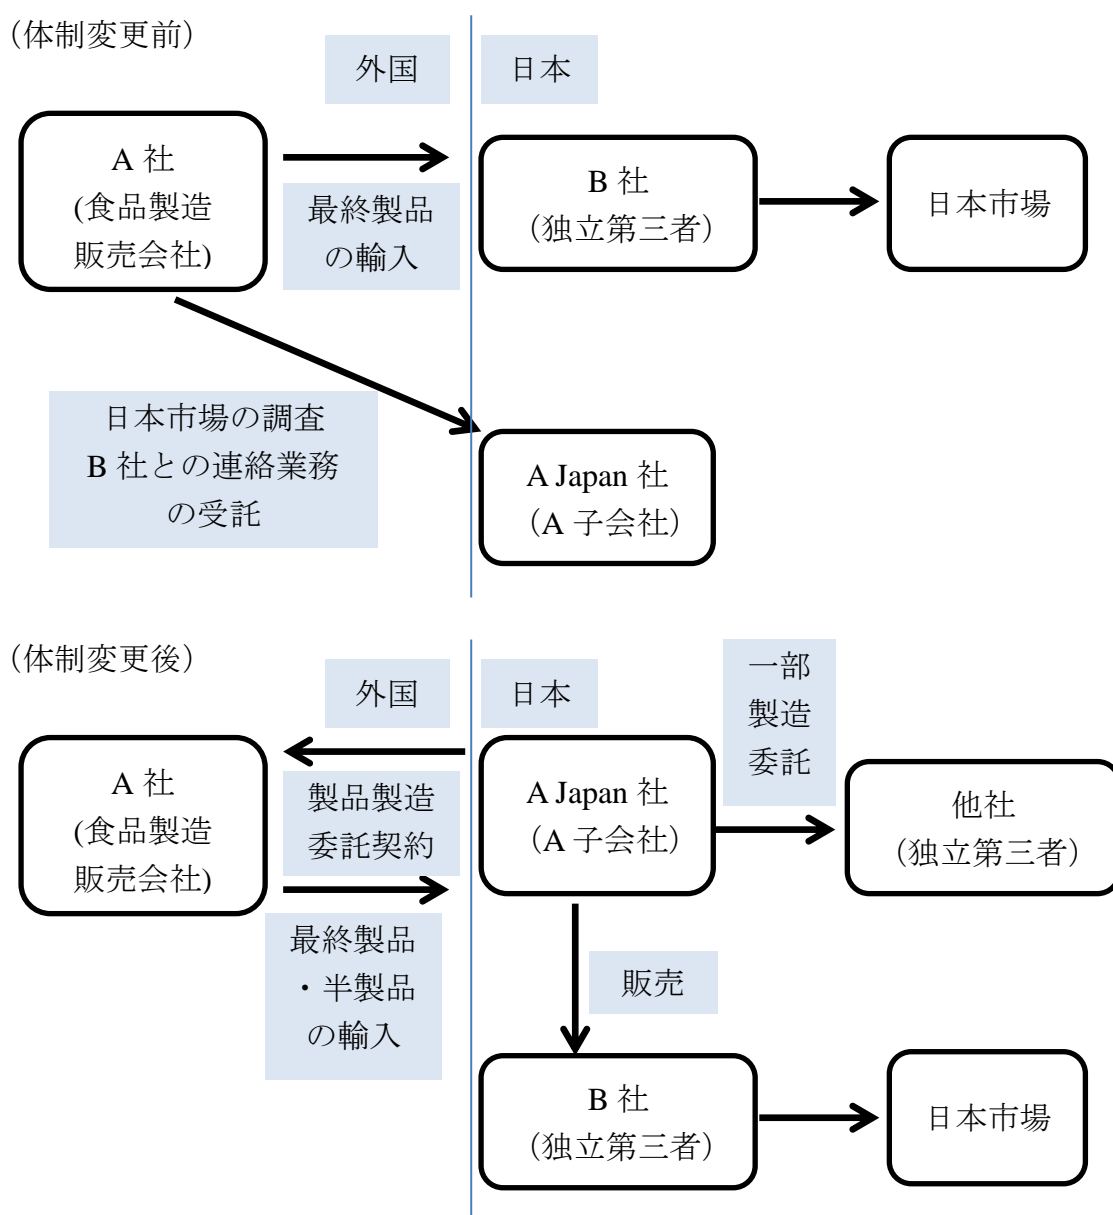 （体制変更前）
外国
日本
A 社
(食品製造
販売会社)
最終製品
の輸入
B 社
（独立第三者）
日本市場
日本市場の調査
B 社との連絡業務
の受託
A Japan 社
（A 子会社）
（体制変更後）
外国
日本
一部
製造
委託
A 社
(食品製造
販売会社)
製品製造
委託契約
A Japan 社
（A 子会社）
他社
（独立第三者）
最終製品
・半製品
の輸入
販売
B 社
（独立第三者）
日本市場